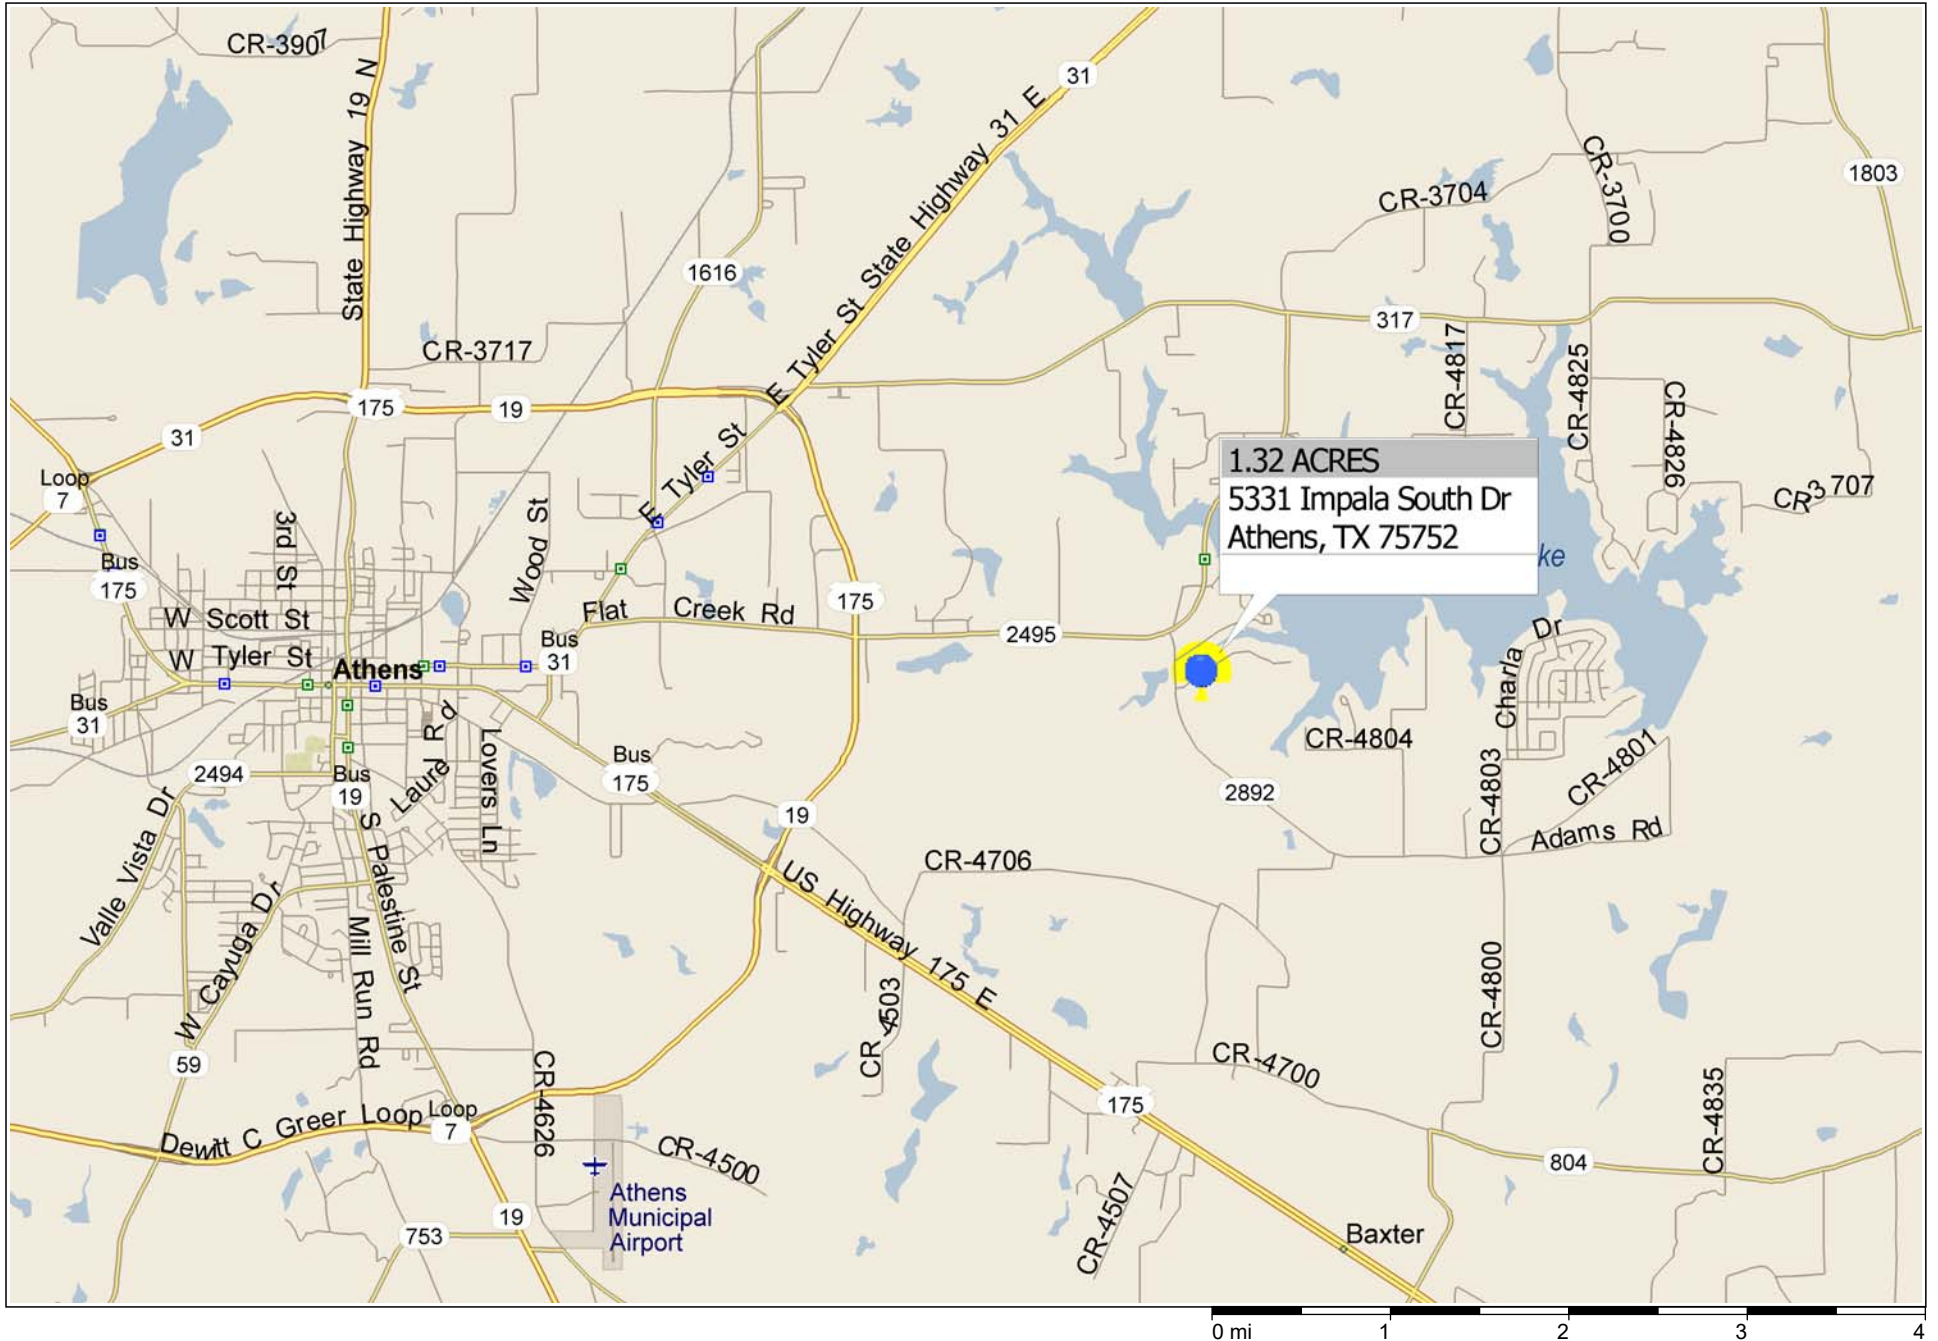 CR-3907
State Highway 19 N
31
State Highway 31 E
E Tyler St
CR-3700
1803
CR-3704
1616
317
CR-3717
CR-4817
CR-4825
CR-4826
CR3 707
175
19
31
Loop
7
E Tyler St
1.32 ACRES
5331 Impala South Dr
Athens, TX 75752
ke
3rd St
Wood St
Bus
175
W Scott St
W Tyler St
Athens
Flat Creek Rd
175
2495
Bus
31
Bus
31
Charla Dr
Laurel Rd
Lovers Ln
CR-4804
CR-4803
CR-4801
2494
Bus
19
Bus
175
19
2892
Adams Rd
Valle Vista Dr
S Palestine St
W Cayuga Dr
Mill Run Rd
CR-4706
US Highway 175 E
CR-4503
CR-4800
59
CR-4700
CR-4835
175
Dewitt C Greer Loop
Loop
7
CR-4626
CR-4500
804
Athens
Municipal
Airport
CR-4507
753
19
Baxter
0 mi 1 2 3 4